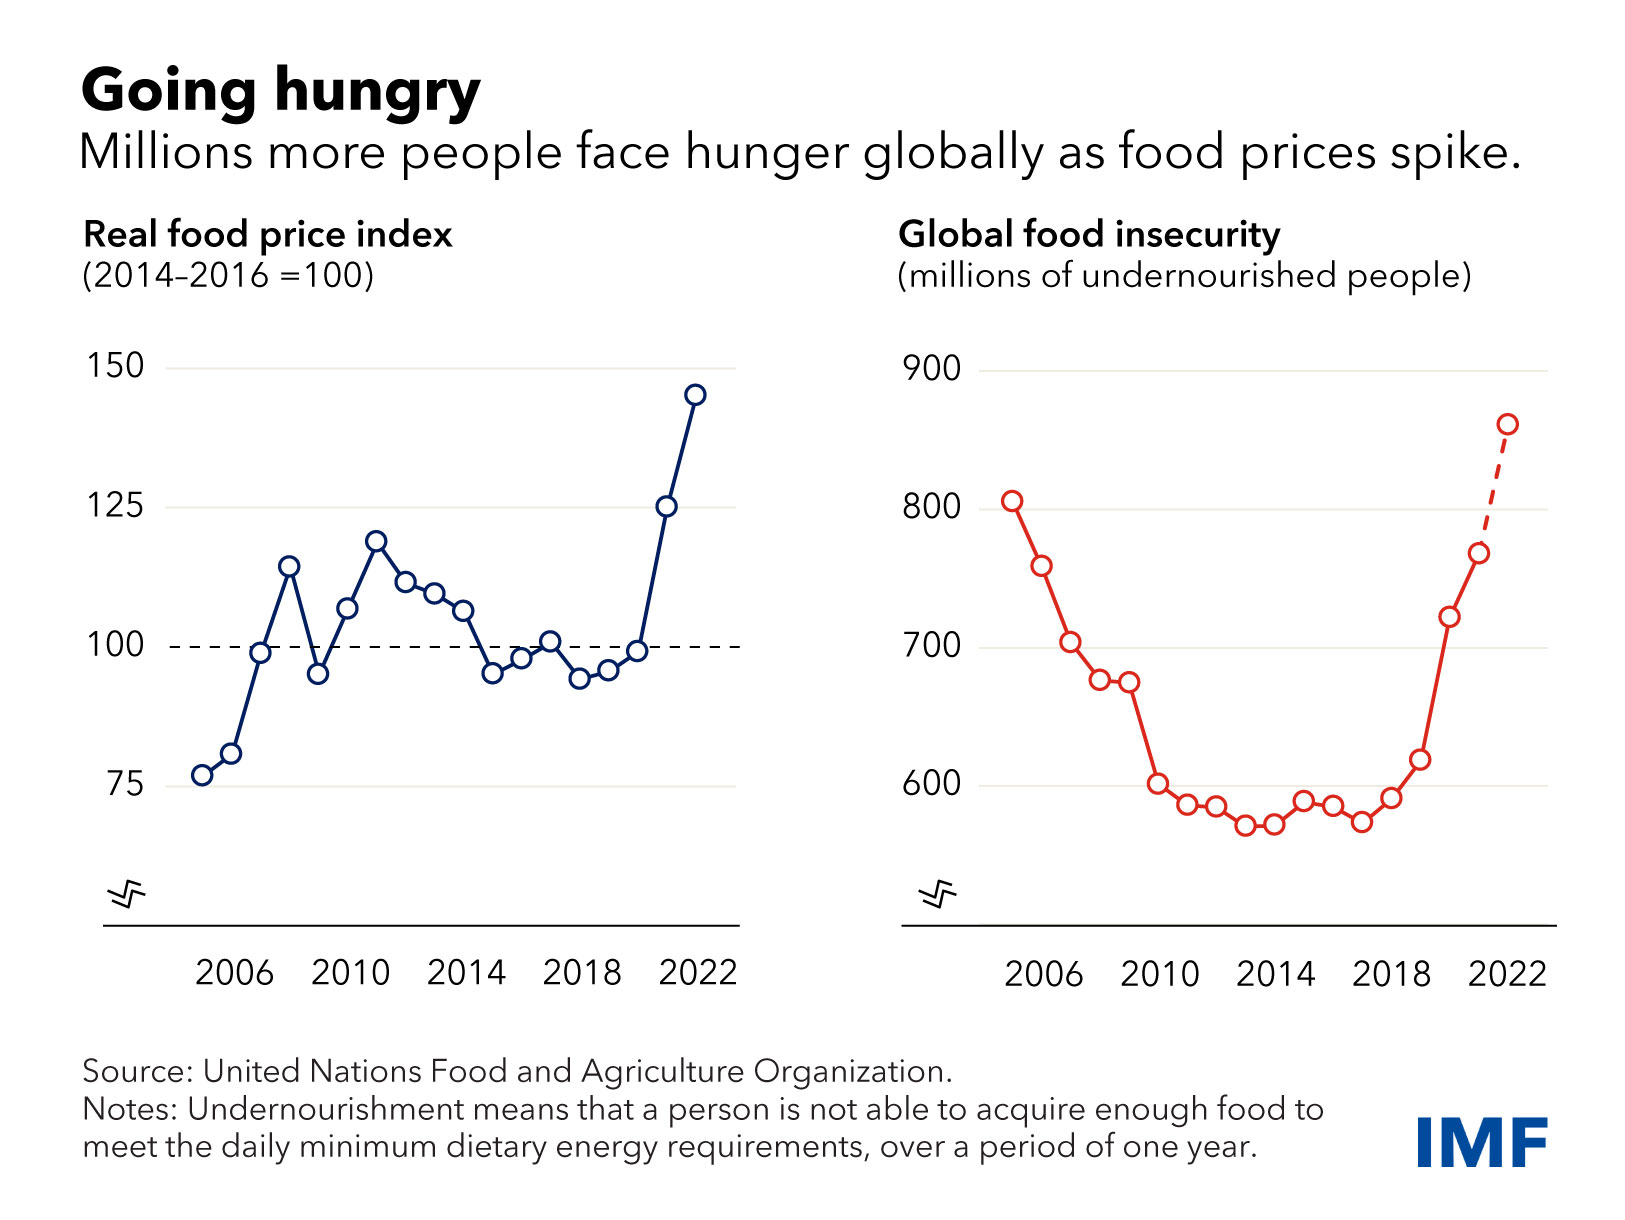 Going hungry
Millions more people face hunger globally as food prices spike.
Real food price index
(2014–2016 =100)
150
125
100
75
2006 2010 2014 2018 2022
Global food insecurity
(millions of undernourished people)
900
800
700
600
2006 2010 2014 2018 2022
Source: United Nations Food and Agriculture Organization.
Notes: Undernourishment means that a person is not able to acquire enough food to
meet the daily minimum dietary energy requirements, over a period of one year.
IMF